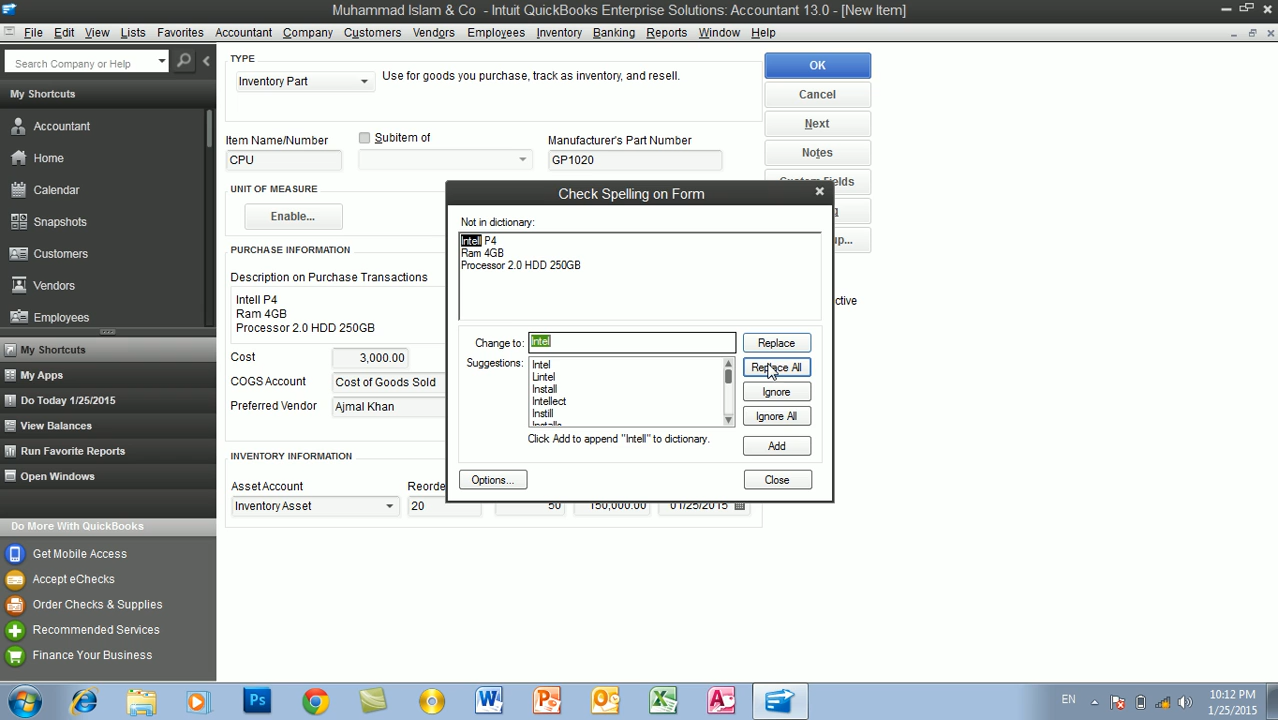 Muhammad Islam & Co - Intuit QuickBooks Enterprise Solutions: Accountant 13.0 - [New Item]
File Edit View Lists Favorites Accountant Company Customers Vendors Employees Inventory Banking Reports Window Help
Search Company or Help
My Shortcuts
Accountant
Home
Calendar
Snapshots
Customers
Vendors
Employees
My Shortcuts
My Apps
Do Today 1/25/2015
View Balances
Run Favorite Reports
Open Windows
Do More With QuickBooks
Get Mobile Access
Accept eChecks
Order Checks & Supplies
Recommended Services
Finance Your Business
TYPE
Inventory Part
Use for goods you purchase, track as inventory, and resell.
OK
Cancel
Next
Notes
Item Name/Number
Subitem of
Manufacturer's Part Number
CPU
GP1020
UNIT OF MEASURE
Enable...
PURCHASE INFORMATION
Description on Purchase Transactions
Intell P4
Ram 4GB
Processor 2.0 HDD 250GB
Cost 3,000.00
COGS Account Cost of Goods Sold
Preferred Vendor Ajmal Khan
INVENTORY INFORMATION
Asset Account
Inventory Asset
20
50
150,000.00
01/25/2015
Check Spelling on Form
Not in dictionary:
Intell P4
Ram 4GB
Processor 2.0 HDD 250GB
Change to: Intel
Suggestions:
Intel
Lintel
Install
Intellect
Instill
Replace
Replace All
Ignore
Ignore All
Add
Click Add to append "Intell" to dictionary.
Options...
Close
EN
10:12 PM
1/25/2015